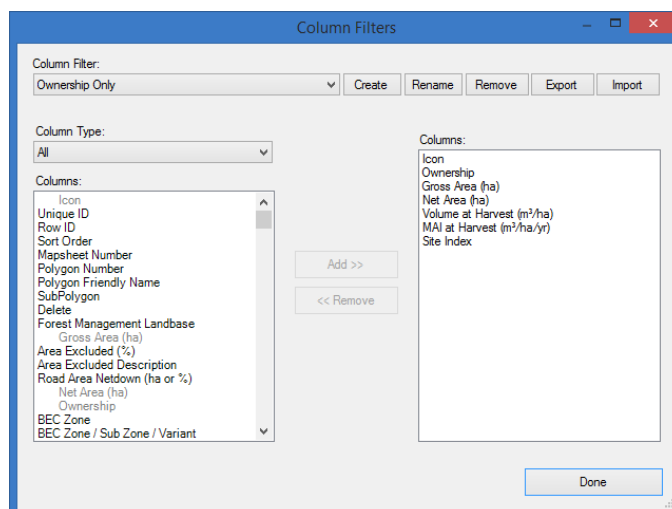 Column Filters
Column Filter:
Ownership Only
Create
Rename
Remove
Export
Import
Column Type:
All
Columns:
Icon
Unique ID
Row ID
Sort Order
Mapsheet Number
Polygon Number
Polygon Friendly Name
SubPolygon
Delete
Forest Management Landbase
Gross Area (ha)
Area Excluded (%)
Area Excluded Description
Road Area Netdown (ha or %)
Net Area (ha)
Ownership
BEC Zone
BEC Zone / Sub Zone / Variant
Add >>
<< Remove
Columns:
Icon
Ownership
Gross Area (ha)
Net Area (ha)
Volume at Harvest (m³/ha)
MAI at Harvest (m³/ha/yr)
Site Index
Done